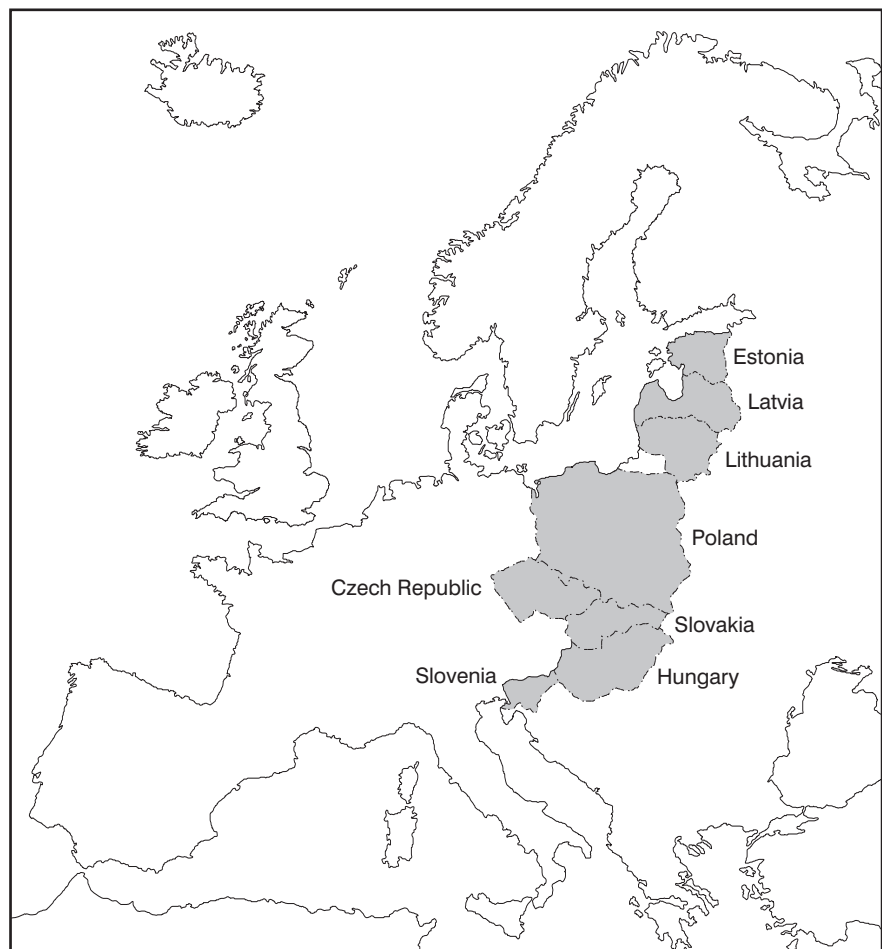 Estonia
Latvia
Lithuania
Poland
Czech Republic
Slovakia
Slovenia
Hungary